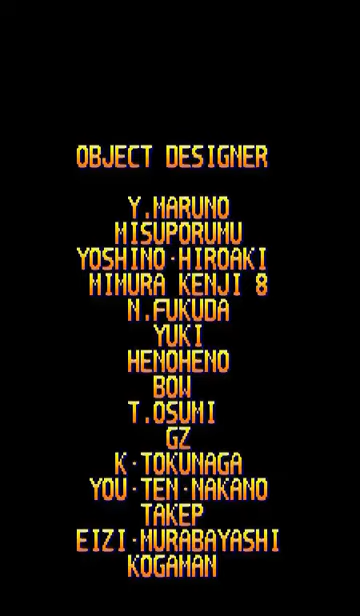 OBJECT DESIGNER
Y.MARUNO
MISUPORUMU
YOSHINO·HIROAKI
MIMURA KENJI 8
N.FUKUDA
YUKI
HENOHENO
BOW
T.OSUMI
GZ
K·TOKUNAGA
YOU·TEN·NAKANO
TAKEP
EIZI·MURABAYASHI
KOGAMAN